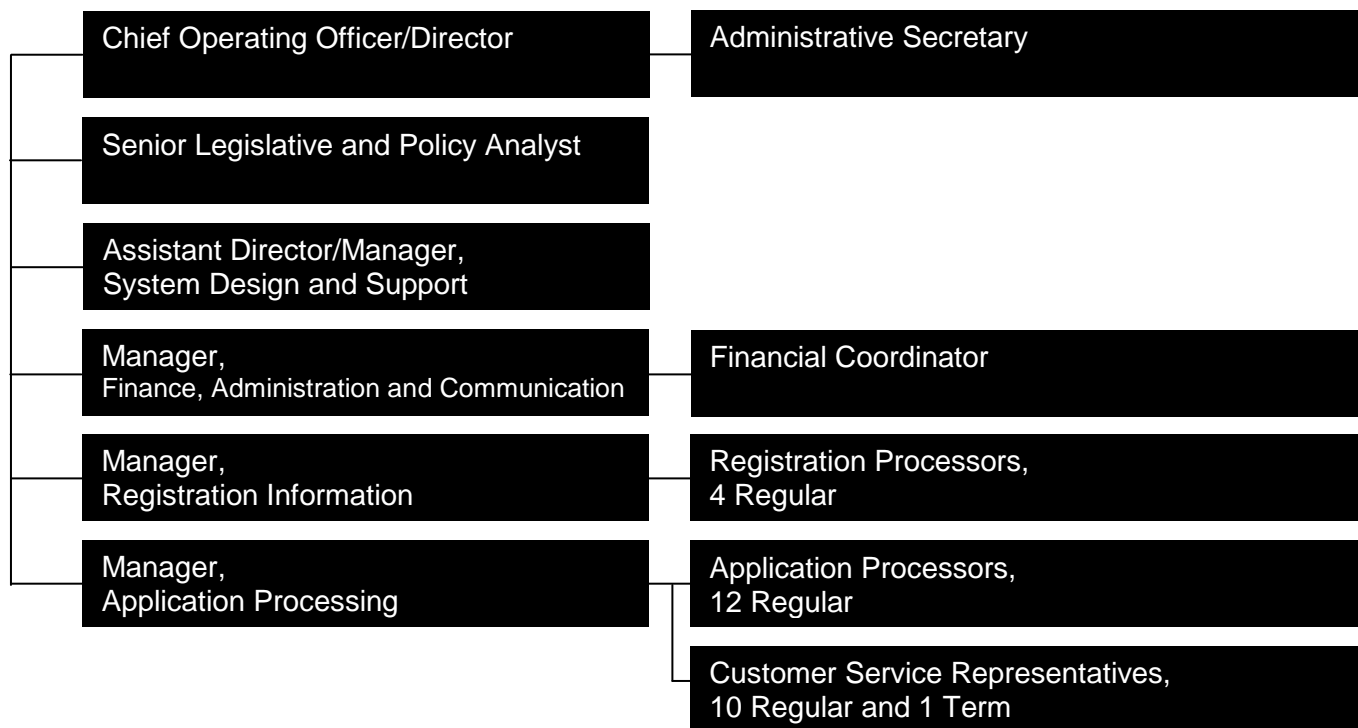 Chief Operating Officer/Director
Administrative Secretary
Senior Legislative and Policy Analyst
Assistant Director/Manager,
System Design and Support
Manager,
Finance, Administration and Communication
Financial Coordinator
Manager,
Registration Information
Registration Processors,
4 Regular
Manager,
Application Processing
Application Processors,
12 Regular
Customer Service Representatives,
10 Regular and 1 Term